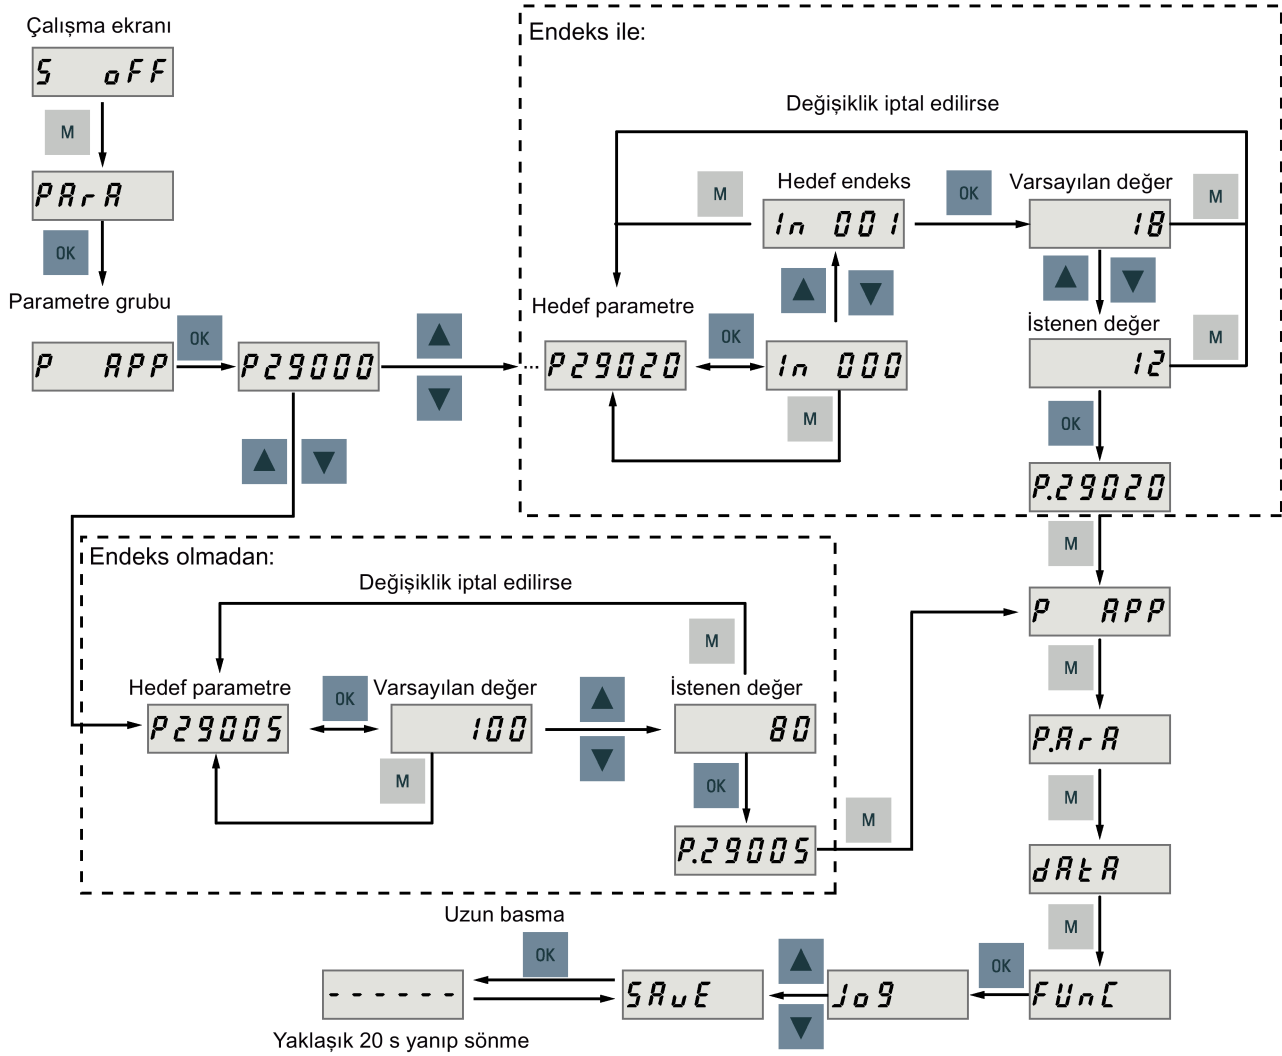 Çalışma ekranı
S oFF
M
PArA
OK
Parametre grubu
P APP
OK
P29000
Endeks ile:
Değişiklik iptal edilirse
M
Hedef endeks
In 001
OK
Varsayılan değer
18
M
Hedef parametre
P29020
OK
In 000
M
İstenen değer
12
M
OK
P.29020
M
Endeks olmadan:
Değişiklik iptal edilirse
M
Hedef parametre
P29005
OK
Varsayılan değer
100
M
İstenen değer
80
OK
P.29005
M
P APP
M
P.ArA
M
dAtA
M
FUnC
OK
JoG
SAvE
Uzun basma
OK
- - - - - -
Yaklaşık 20 s yanıp sönme